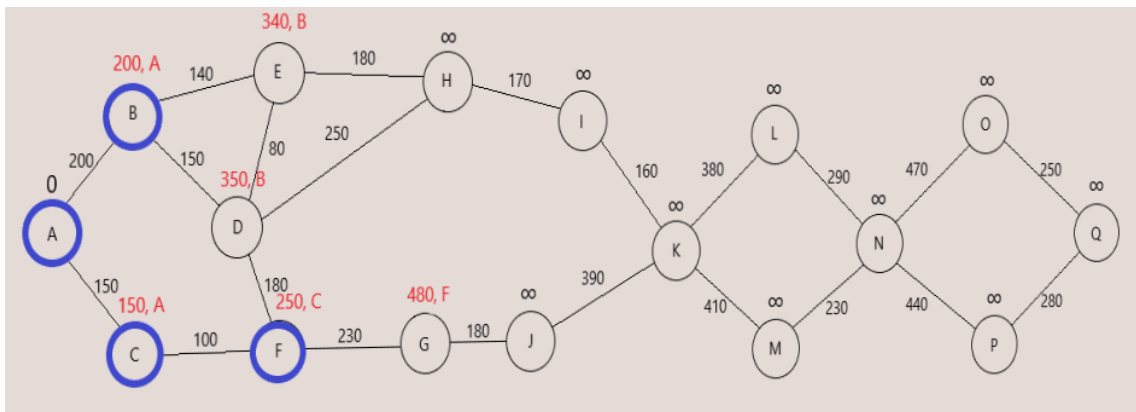 340, B
∞
200, A
E
180
H
140
170
∞
B
I
∞
L
∞
O
250
150
80
200
0
350, B
A
D
160
380
290
470
250
∞
∞
∞
K
N
Q
150
180
150, A
250, C
480, F
∞
390
410
∞
230
440
∞
280
C
100
F
230
G
180
J
M
P